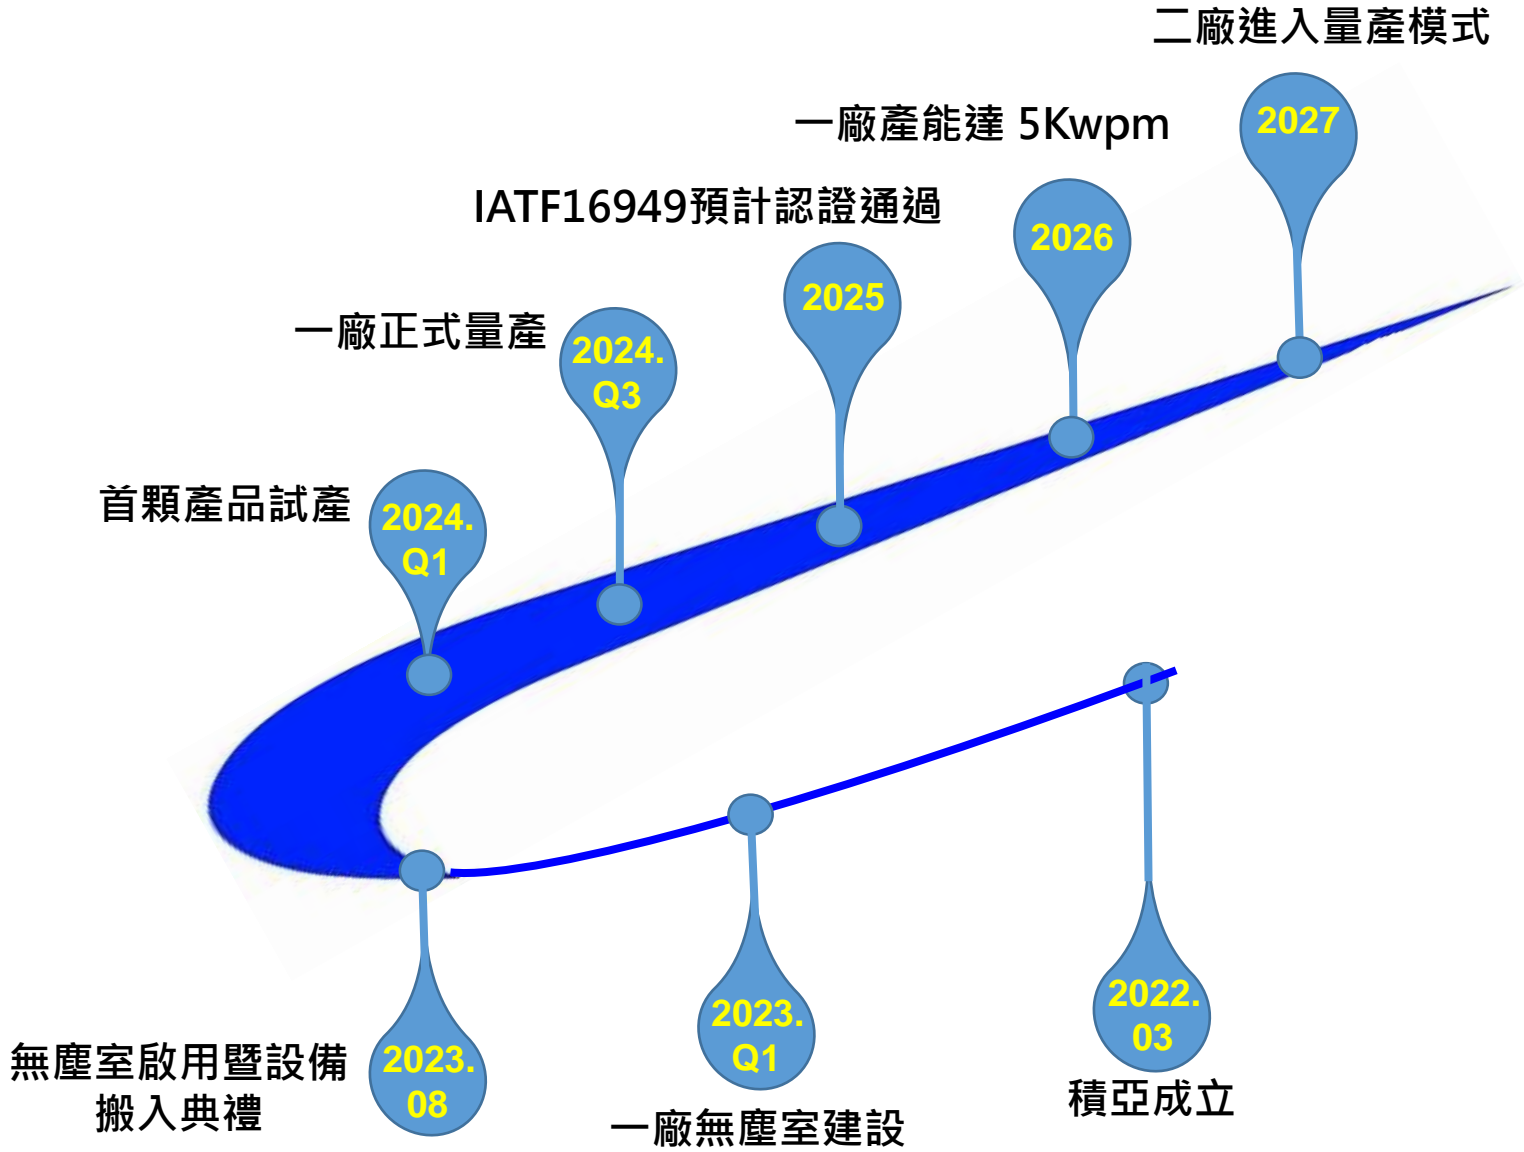 二廠進入量產模式
2027
一廠產能達 5Kwpm
2026
IATF16949預計認證通過
2025
一廠正式量產
2024.
Q3
首顆產品試產
2024.
Q1
無塵室啟用暨設備
搬入典禮
2023.
08
2023.
Q1
一廠無塵室建設
2022.
03
積亞成立